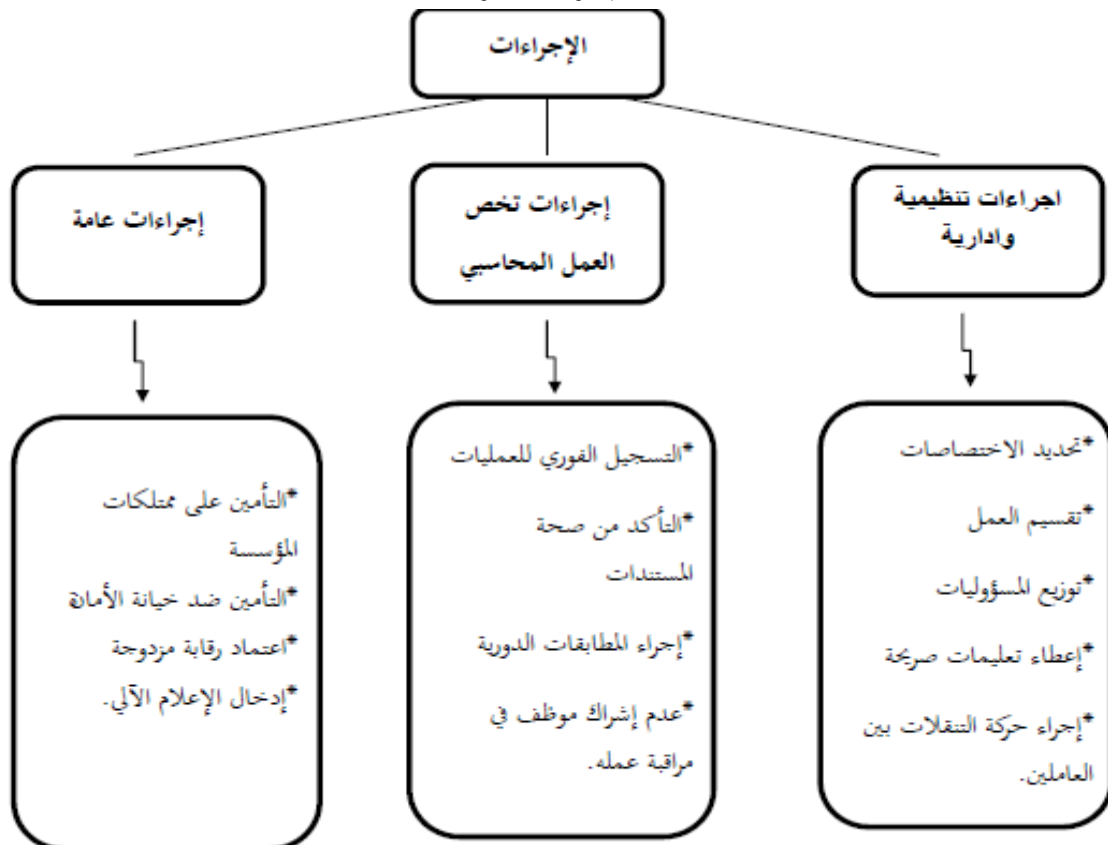 الإجراءات
اجراءات تنظيمية
وادارية
إجراءات تخص
العمل المحاسبي
إجراءات عامة
*تحديد الاختصاصات
*تقسيم العمل
*توزيع المسؤوليات
*إعطاء تعليمات صريحة
*إجراء حركة التنقلات بين
العاملين.
*التسجيل الفوري للعمليات
*التأكد من صحة
المستندات
*إجراء المطابقات الدورية
*عدم إشراك موظف في
مراقبة عمله.
*التأمين على ممتلكات
المؤسسة
*التأمين ضد خيانة الأمانة
*اعتماد رقابة مزدوجة
*إدخال الإعلام الآلي.